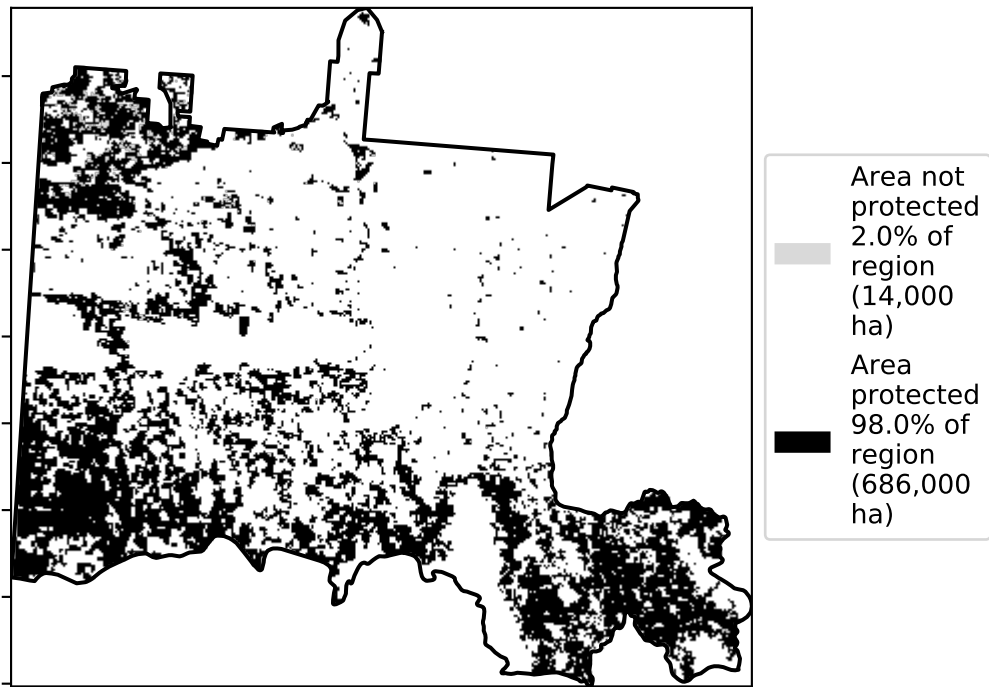 Area not
protected
2.0% of
region
(14,000
ha)
Area
protected
98.0% of
region
(686,000
ha)